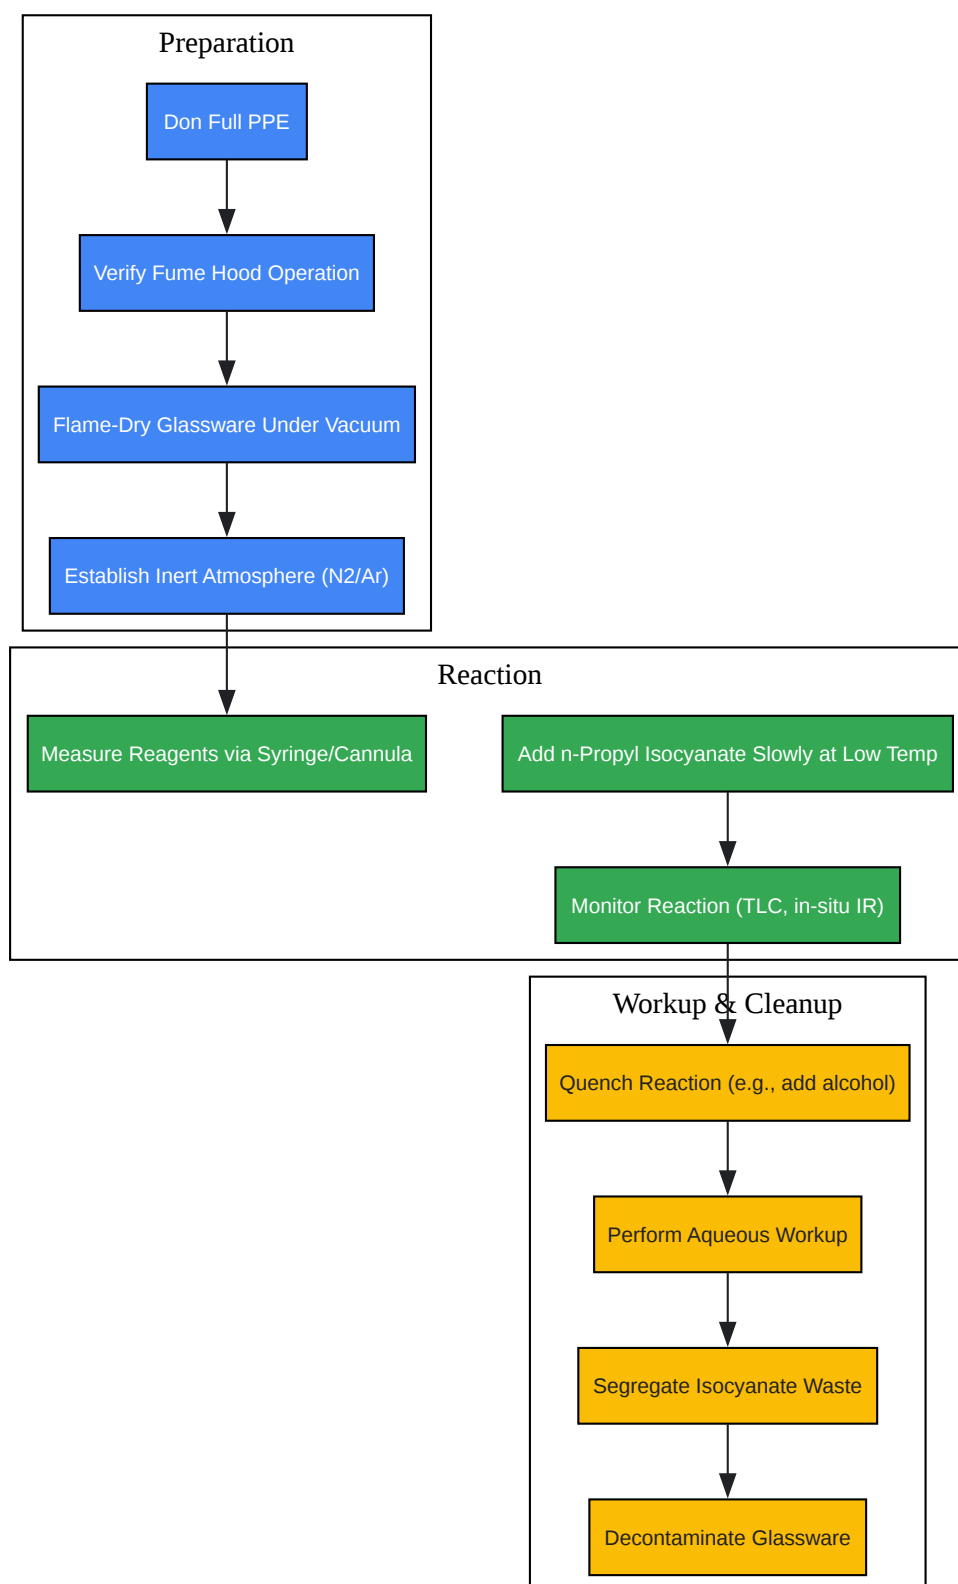 Preparation
Don Full PPE
Verify Fume Hood Operation
Flame-Dry Glassware Under Vacuum
Establish Inert Atmosphere (N2/Ar)
Reaction
Measure Reagents via Syringe/Cannula
Add n-Propyl Isocyanate Slowly at Low Temp
Monitor Reaction (TLC, in-situ IR)
Workup & Cleanup
Quench Reaction (e.g., add alcohol)
Perform Aqueous Workup
Segregate Isocyanate Waste
Decontaminate Glassware